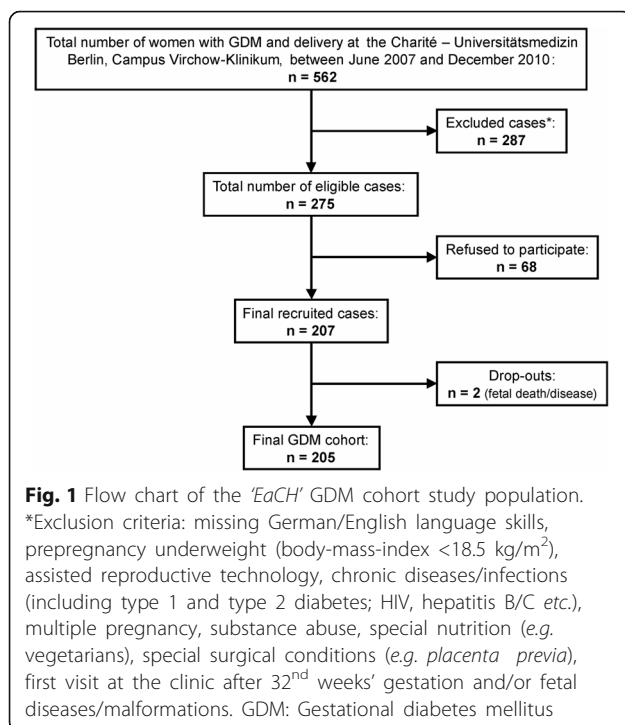 Total number of women with GDM and delivery at the Charité – Universitätsmedizin
Berlin, Campus Virchow-Klinikum, between June 2007 and December 2010:
n = 562
Excluded cases*:
n = 287
Total number of eligible cases:
n = 275
Refused to participate:
n = 68
Final recruited cases:
n = 207
Drop-outs:
n = 2 (fetal death/disease)
Final GDM cohort:
n = 205
Fig. 1 Flow chart of the 'EaCH' GDM cohort study population.
*Exclusion criteria: missing German/English language skills,
prepregnancy underweight (body-mass-index <18.5 kg/m²),
assisted reproductive technology, chronic diseases/infections
(including type 1 and type 2 diabetes; HIV, hepatitis B/C etc.),
multiple pregnancy, substance abuse, special nutrition (e.g.
vegetarians), special surgical conditions (e.g. placenta previa),
first visit at the clinic after 32nd weeks' gestation and/or fetal
diseases/malformations. GDM: Gestational diabetes mellitus